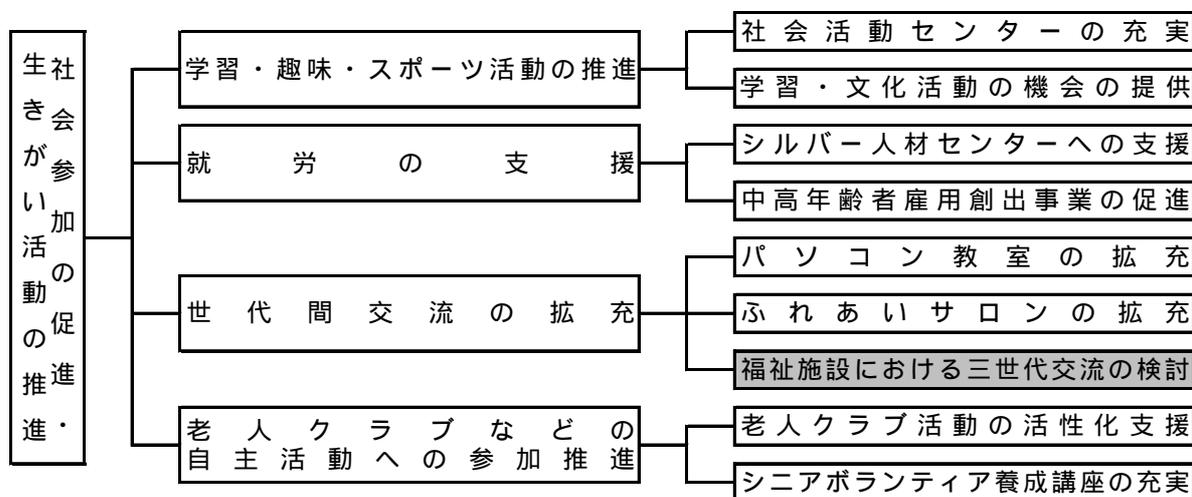 社会参加の促進・
生きがい活動の推進
学習・趣味・スポーツ活動の推進
社会活動センターの充実
学習・文化活動の機会の提供
就労の支援
シルバー人材センターへの支援
中高年齢者雇用創出事業の促進
世代間交流の拡充
パソコン教室の拡充
ふれあいサロンの拡充
福祉施設における三世代交流の検討
老人クラブなどの
自主活動への参加推進
老人クラブ活動の活性化支援
シニアボランティア養成講座の充実